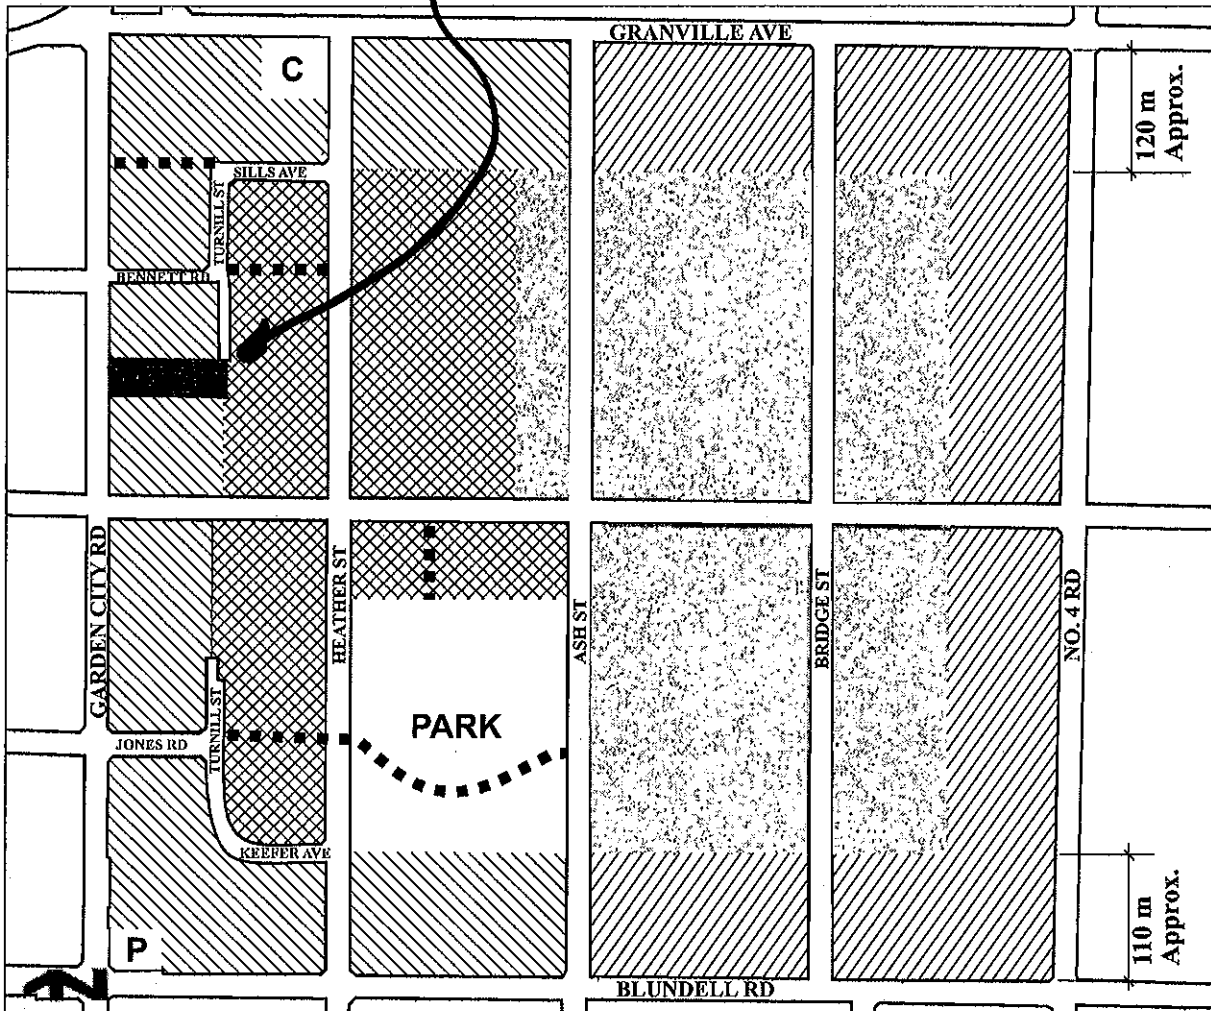 GRANVILLE AVE
C
120 m
Approx.
SILLS AVE
TURNILL ST
BENNETT RD
GARDEN CITY RD
HEATHER ST
ASH ST
BRIDGE ST
NO. 4 RD
PARK
JONES RD
TURNILL ST
KEEFER AVE
110 m
Approx.
P
BLUNDELL RD